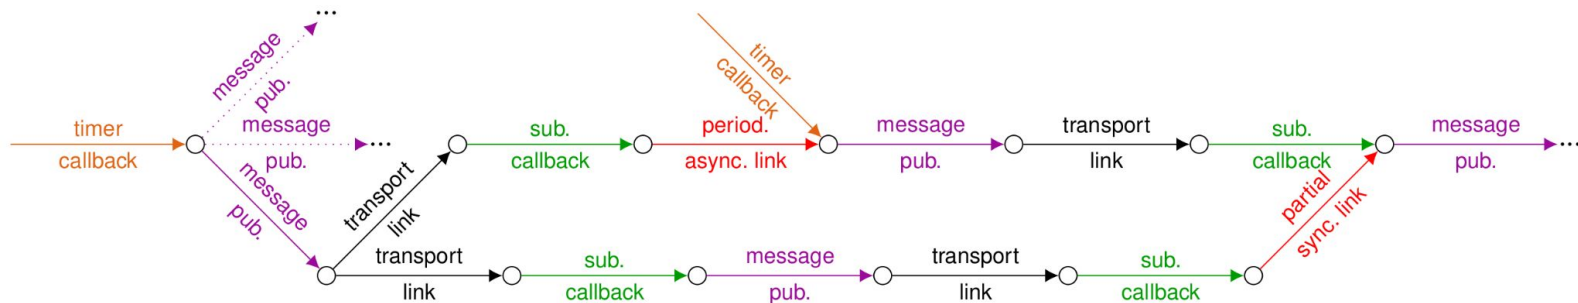 ...
message
pub.
timer
callback
message
pub.
...
message
pub.
transport
link
sub.
callback
period.
async. link
timer
callback
message
pub.
transport
link
sub.
callback
message
pub.
...
transport
link
sub.
callback
message
pub.
transport
link
sub.
callback
partial
sync. link